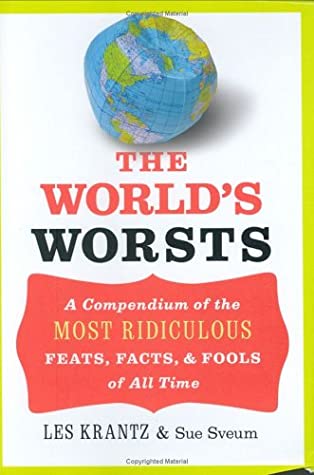 THE
WORLD'S
WORSTS
A Compendium of the
MOST RIDICULOUS
FEATS, FACTS, & FOOLS
of All Time
LES KRANTZ & Sue Sveum